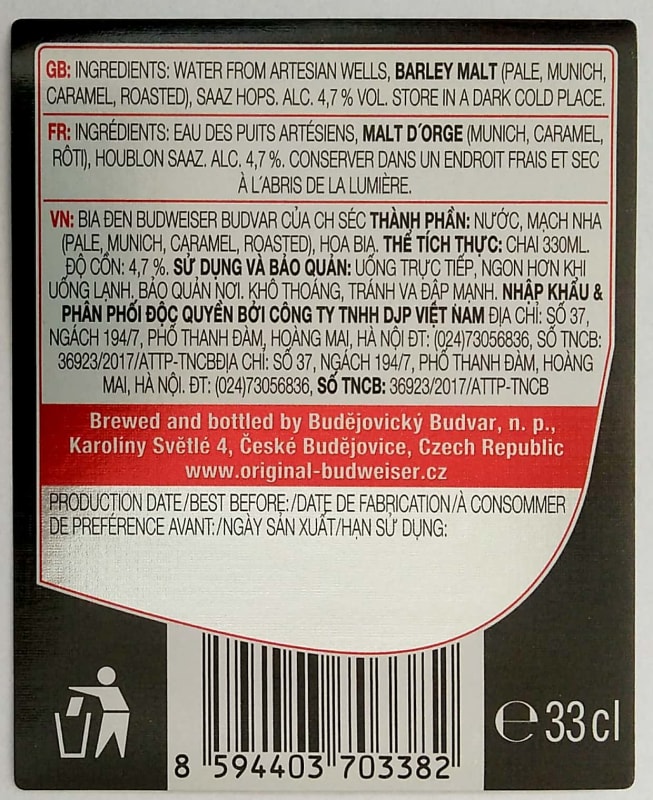 GB: INGREDIENTS: WATER FROM ARTESIAN WELLS, BARLEY MALT (PALE, MUNICH,
CARAMEL, ROASTED), SAAZ HOPS. ALC. 4,7 % VOL. STORE IN A DARK COLD PLACE.
FR: INGRÉDIENTS: EAU DES PUITS ARTÉSIENS, MALT D´ORGE (MUNICH, CARAMEL,
RÔTI), HOUBLON SAAZ. ALC. 4,7 %. CONSERVER DANS UN ENDROIT FRAIS ET SEC
À L´ABRIS DE LA LUMIÈRE.
VN: BIA ĐEN BUDWEISER BUDVAR CỦA CH SÉC THÀNH PHẦN: NƯỚC, MẠCH NHA
(PALE, MUNICH, CARAMEL, ROASTED), HOA BIA. THỂ TÍCH THỰC: CHAI 330ML.
ĐỘ CỒN: 4,7 %. SỬ DỤNG VÀ BẢO QUẢN: UỐNG TRỰC TIẾP, NGON HƠN KHI
UỐNG LẠNH, BẢO QUẢN NƠI. KHÔ THOÁNG, TRÁNH VA ĐẬP MẠNH. NHẬP KHẨU &
PHÂN PHỐI ĐỘC QUYỀN BỞI CÔNG TY TNHH DJP VIỆT NAM ĐỊA CHỈ: SỐ 37,
NGÁCH 194/7, PHỐ THANH ĐÀM, HOÀNG MAI, HÀ NỘI ĐT: (024)73056836, SỐ TNCB:
36923/2017/ATTP-TNCBĐỊA CHỈ: SỐ 37, NGÁCH 194/7, PHỐ THANH ĐÀM, HOÀNG
MAI, HÀ NỘI. ĐT: (024)73056836, SỐ TNCB: 36923/2017/ATTP-TNCB
Brewed and bottled by Budějovický Budvar, n. p.,
Karolíny Světlé 4, České Budějovice, Czech Republic
www.original-budweiser.cz
PRODUCTION DATE/BEST BEFORE:/DATE DE FABRICATION/À CONSOMMER
DE PREFÉRENCE AVANT:/NGÀY SẢN XUẤT/HẠN SỬ DỤNG:
8 594403 703382
℮ 33 cl